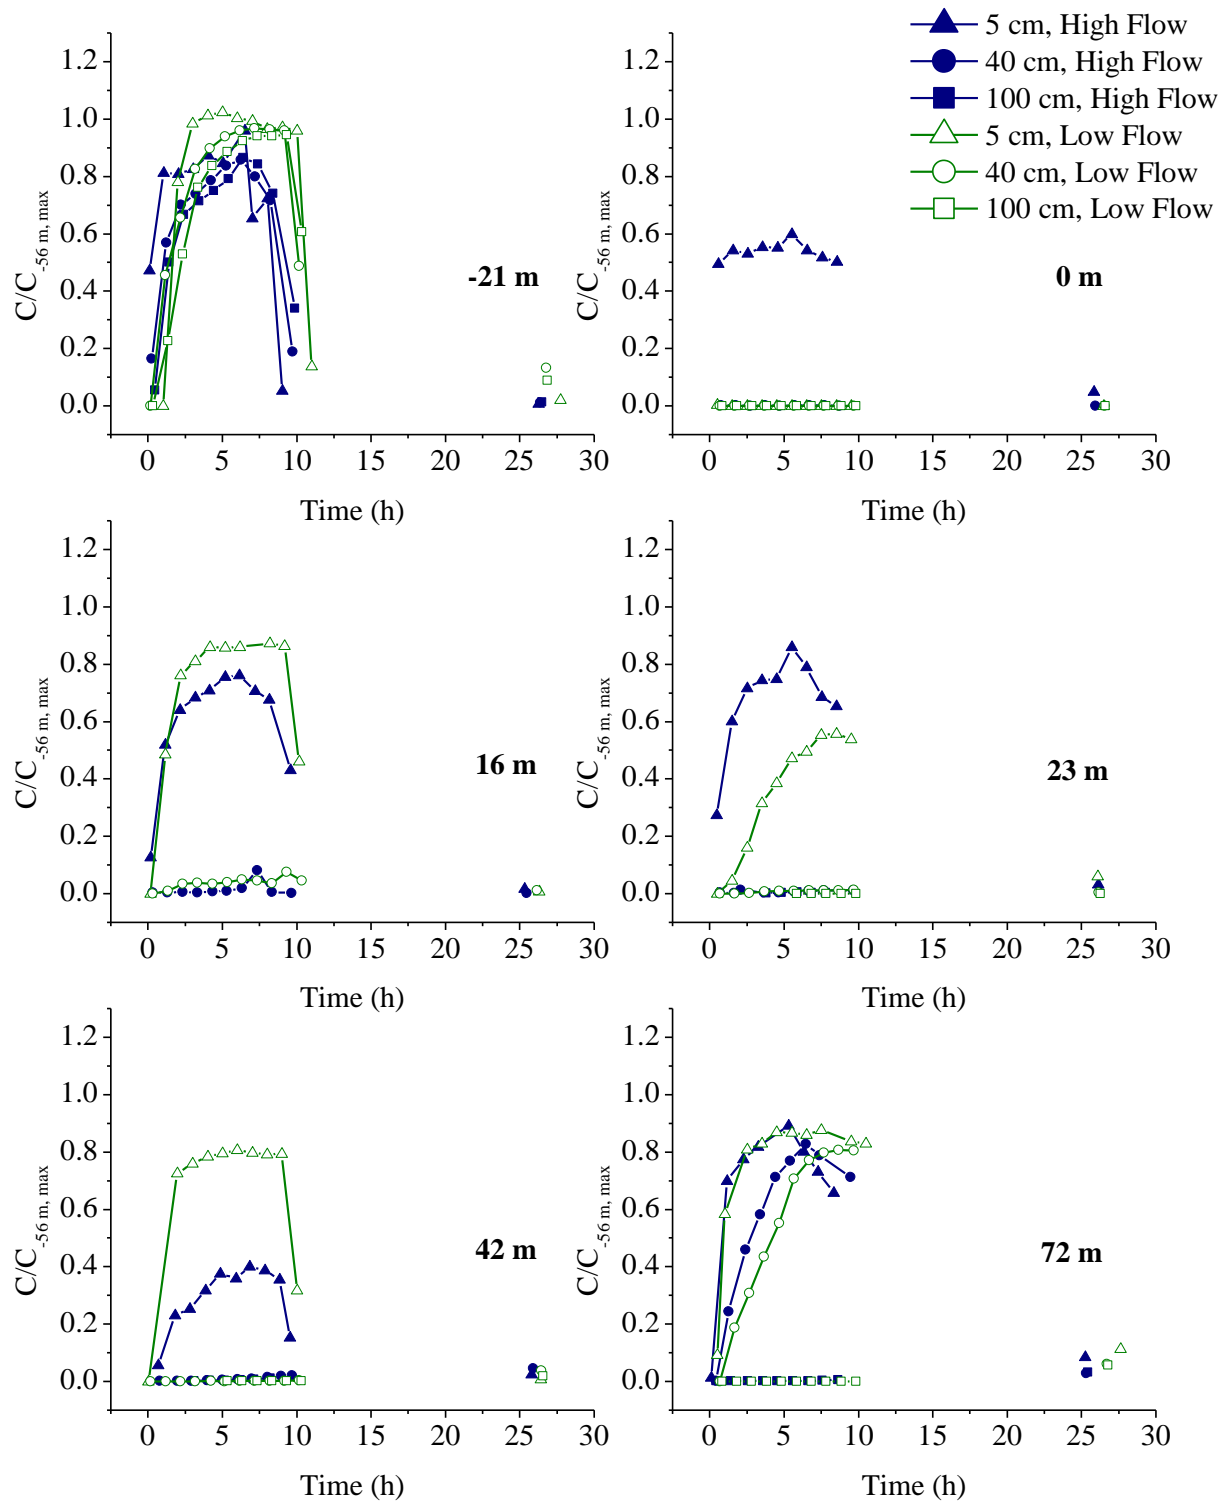 5 cm, High Flow
40 cm, High Flow
100 cm, High Flow
5 cm, Low Flow
40 cm, Low Flow
100 cm, Low Flow
1.2
1.0
0.8
0.6
0.4
0.2
0.0
C/C-56 m, max
-21 m
0 5 10 15 20 25 30
Time (h)
1.2
1.0
0.8
0.6
0.4
0.2
0.0
C/C-56 m, max
0 m
0 5 10 15 20 25 30
Time (h)
1.2
1.0
0.8
0.6
0.4
0.2
0.0
C/C-56 m, max
16 m
0 5 10 15 20 25 30
Time (h)
1.2
1.0
0.8
0.6
0.4
0.2
0.0
C/C-56 m, max
23 m
0 5 10 15 20 25 30
Time (h)
1.2
1.0
0.8
0.6
0.4
0.2
0.0
C/C-56 m, max
42 m
0 5 10 15 20 25 30
Time (h)
1.2
1.0
0.8
0.6
0.4
0.2
0.0
C/C-56 m, max
72 m
0 5 10 15 20 25 30
Time (h)